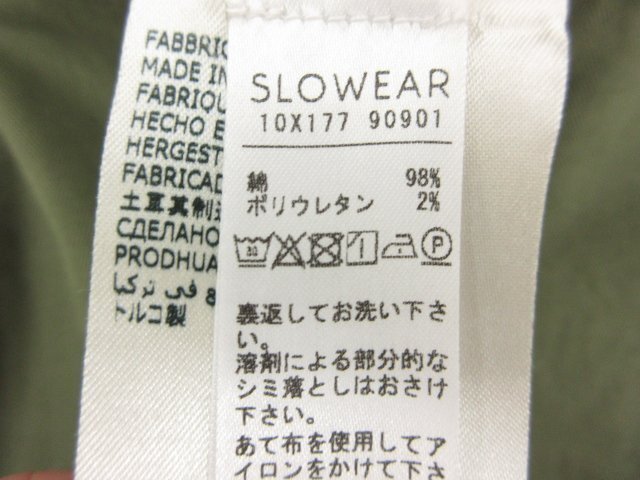 FABBRIC
MADE IN
FABRIQU
HECHO E
HERGEST
FABRICAD
土耳其制造
СДЕЛАНО
PRODHUA
في تركيا
トルコ製
SLOWEAR
10X177 90901
綿 98%
ポリウレタン 2%
P
裏返してお洗い下さ
い。
溶剤による部分的な
シミ落としはおさけ
下さい。
あて布を使用してア
イロンをかけて下さ